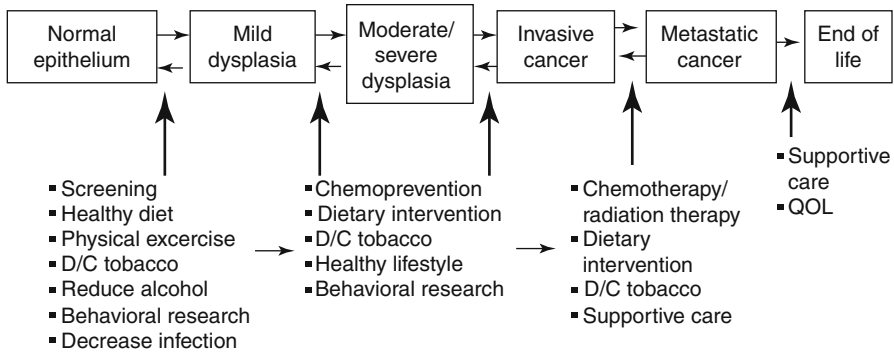 Normal
epithelium
Mild
dysplasia
Moderate/
severe
dysplasia
Invasive
cancer
Metastatic
cancer
End of
life
▪ Screening
▪ Healthy diet
▪ Physical excercise
▪ D/C tobacco
▪ Reduce alcohol
▪ Behavioral research
▪ Decrease infection
▪ Chemoprevention
▪ Dietary intervention
▪ D/C tobacco
▪ Healthy lifestyle
▪ Behavioral research
▪ Chemotherapy/
radiation therapy
▪ Dietary
intervention
▪ D/C tobacco
▪ Supportive care
▪ Supportive
care
▪ QOL